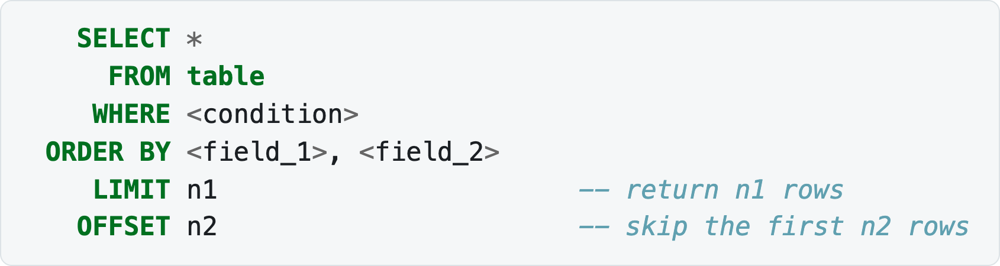 SELECT *
FROM table
WHERE <condition>
ORDER BY <field_1>, <field_2>
LIMIT n1 -- return n1 rows
OFFSET n2 -- skip the first n2 rows